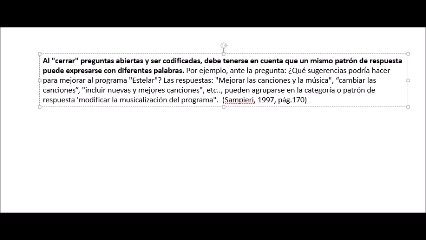 Al "cerrar" preguntas abiertas y ser codificadas, debe tenerse en cuenta que un mismo patrón de respuesta
puede expresarse con diferentes palabras. Por ejemplo, ante la pregunta: ¿Qué sugerencias podría hacer
para mejorar al programa "Estelar"? Las respuestas: "Mejorar las canciones y la música", "cambiar las
canciones", "incluir nuevas y mejores canciones", etc.., pueden agruparse en la categoría o patrón de
respuesta 'modificar la musicalización del programa". (Sampieri, 1997, pág.170)